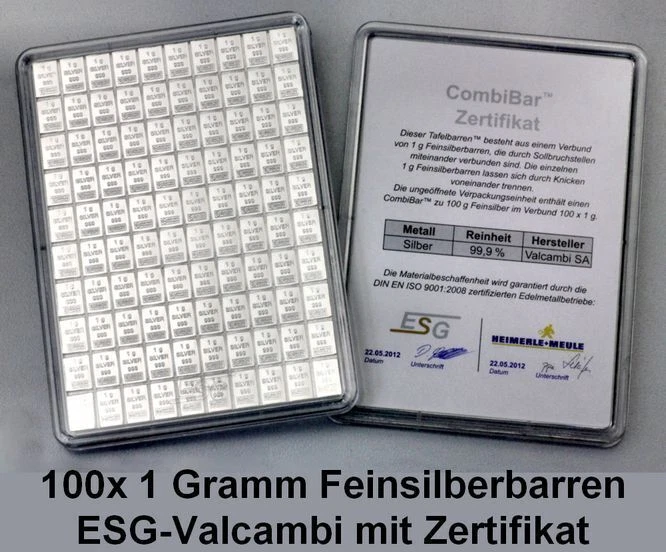 1 g
SILVER
999
CombiBar™
Zertifikat
Dieser Tafelbarren™ besteht aus einem Verbund
von 1 g Feinsilberbarren, die durch Sollbruchstellen
miteinander verbunden sind. Die einzelnen
1 g Feinsilberbarren lassen sich durch Knicken
voneinander trennen.
Die ungeöffnete Verpackungseinheit enthält einen
CombiBar™ zu 100 g Feinsilber im Verbund 100 x 1 g.
Metall Reinheit Hersteller
Silber 99,9 % Valcambi SA
Die Materialbeschaffenheit wird garantiert durch die
DIN EN ISO 9001:2008 zertifizierten Edelmetallbetriebe:
ESG HEIMERLE+MEULE
22.05.2012 22.05.2012
Datum Unterschrift Datum Unterschrift
100x 1 Gramm Feinsilberbarren
ESG-Valcambi mit Zertifikat